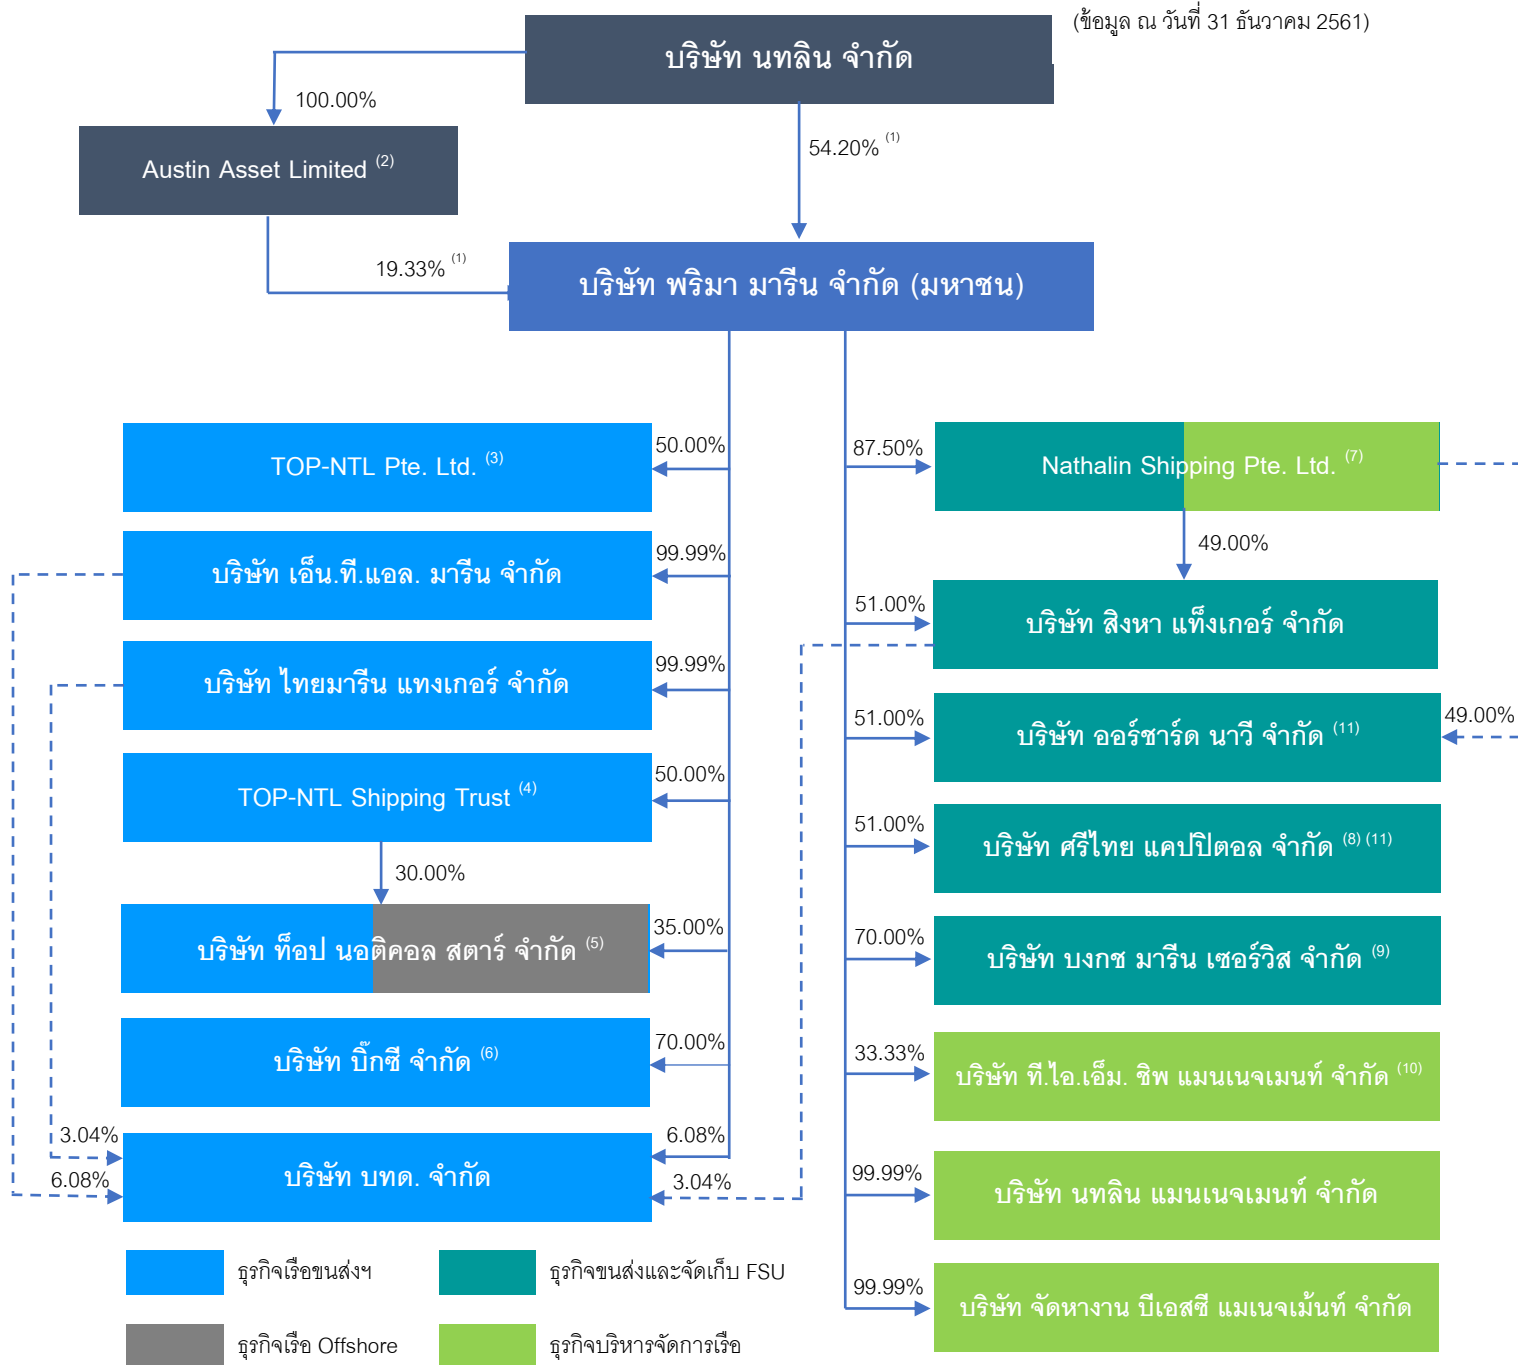 (ข้อมูล ณ วันที่ 31 ธันวาคม 2561)
บริษัท นทลิน จำกัด
100.00%
54.20% (1)
Austin Asset Limited (2)
19.33% (1)
บริษัท พริมา มารีน จำกัด (มหาชน)
TOP-NTL Pte. Ltd. (3)
50.00%
87.50%
Nathalin Shipping Pte. Ltd. (7)
49.00%
บริษัท เอ็น.ที.แอล. มารีน จำกัด
99.99%
51.00%
บริษัท สิงหา แท็งเกอร์ จำกัด
บริษัท ไทยมารีน แทงเกอร์ จำกัด
99.99%
51.00%
บริษัท ออร์ชาร์ด นาวี จำกัด (11)
49.00%
TOP-NTL Shipping Trust (4)
50.00%
51.00%
บริษัท ศรีไทย แคปปิตอล จำกัด (8) (11)
30.00%
บริษัท ท็อป นอติคอล สตาร์ จำกัด (5)
35.00%
70.00%
บริษัท บงกช มารีน เซอร์วิส จำกัด (9)
บริษัท บิ๊กซี จำกัด (6)
70.00%
33.33%
บริษัท ที.ไอ.เอ็ม. ชิพ แมนเนจเมนท์ จำกัด (10)
3.04%
6.08%
บริษัท บทด. จำกัด
6.08%
3.04%
99.99%
บริษัท นทลิน แมนเนจเมนท์ จำกัด
99.99%
บริษัท จัดหางาน บีเอสซี แมเนจเม้นท์ จำกัด
ธุรกิจเรือขนส่งฯ
ธุรกิจขนส่งและจัดเก็บ FSU
ธุรกิจเรือ Offshore
ธุรกิจบริหารจัดการเรือ